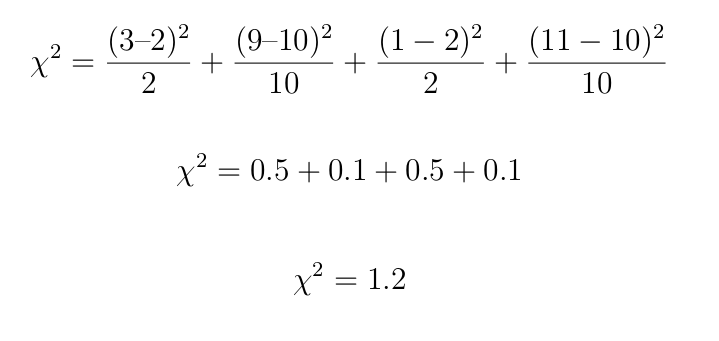 χ² = (3–2)²/2 + (9–10)²/10 + (1 − 2)²/2 + (11 − 10)²/10
χ² = 0.5 + 0.1 + 0.5 + 0.1
χ² = 1.2